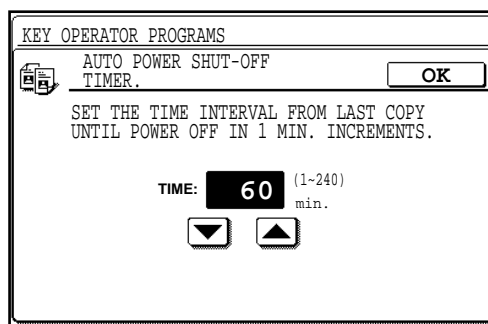 KEY OPERATOR PROGRAMS
AUTO POWER SHUT-OFF
TIMER.
OK
SET THE TIME INTERVAL FROM LAST COPY
UNTIL POWER OFF IN 1 MIN. INCREMENTS.
TIME: 60 (1~240)
min.